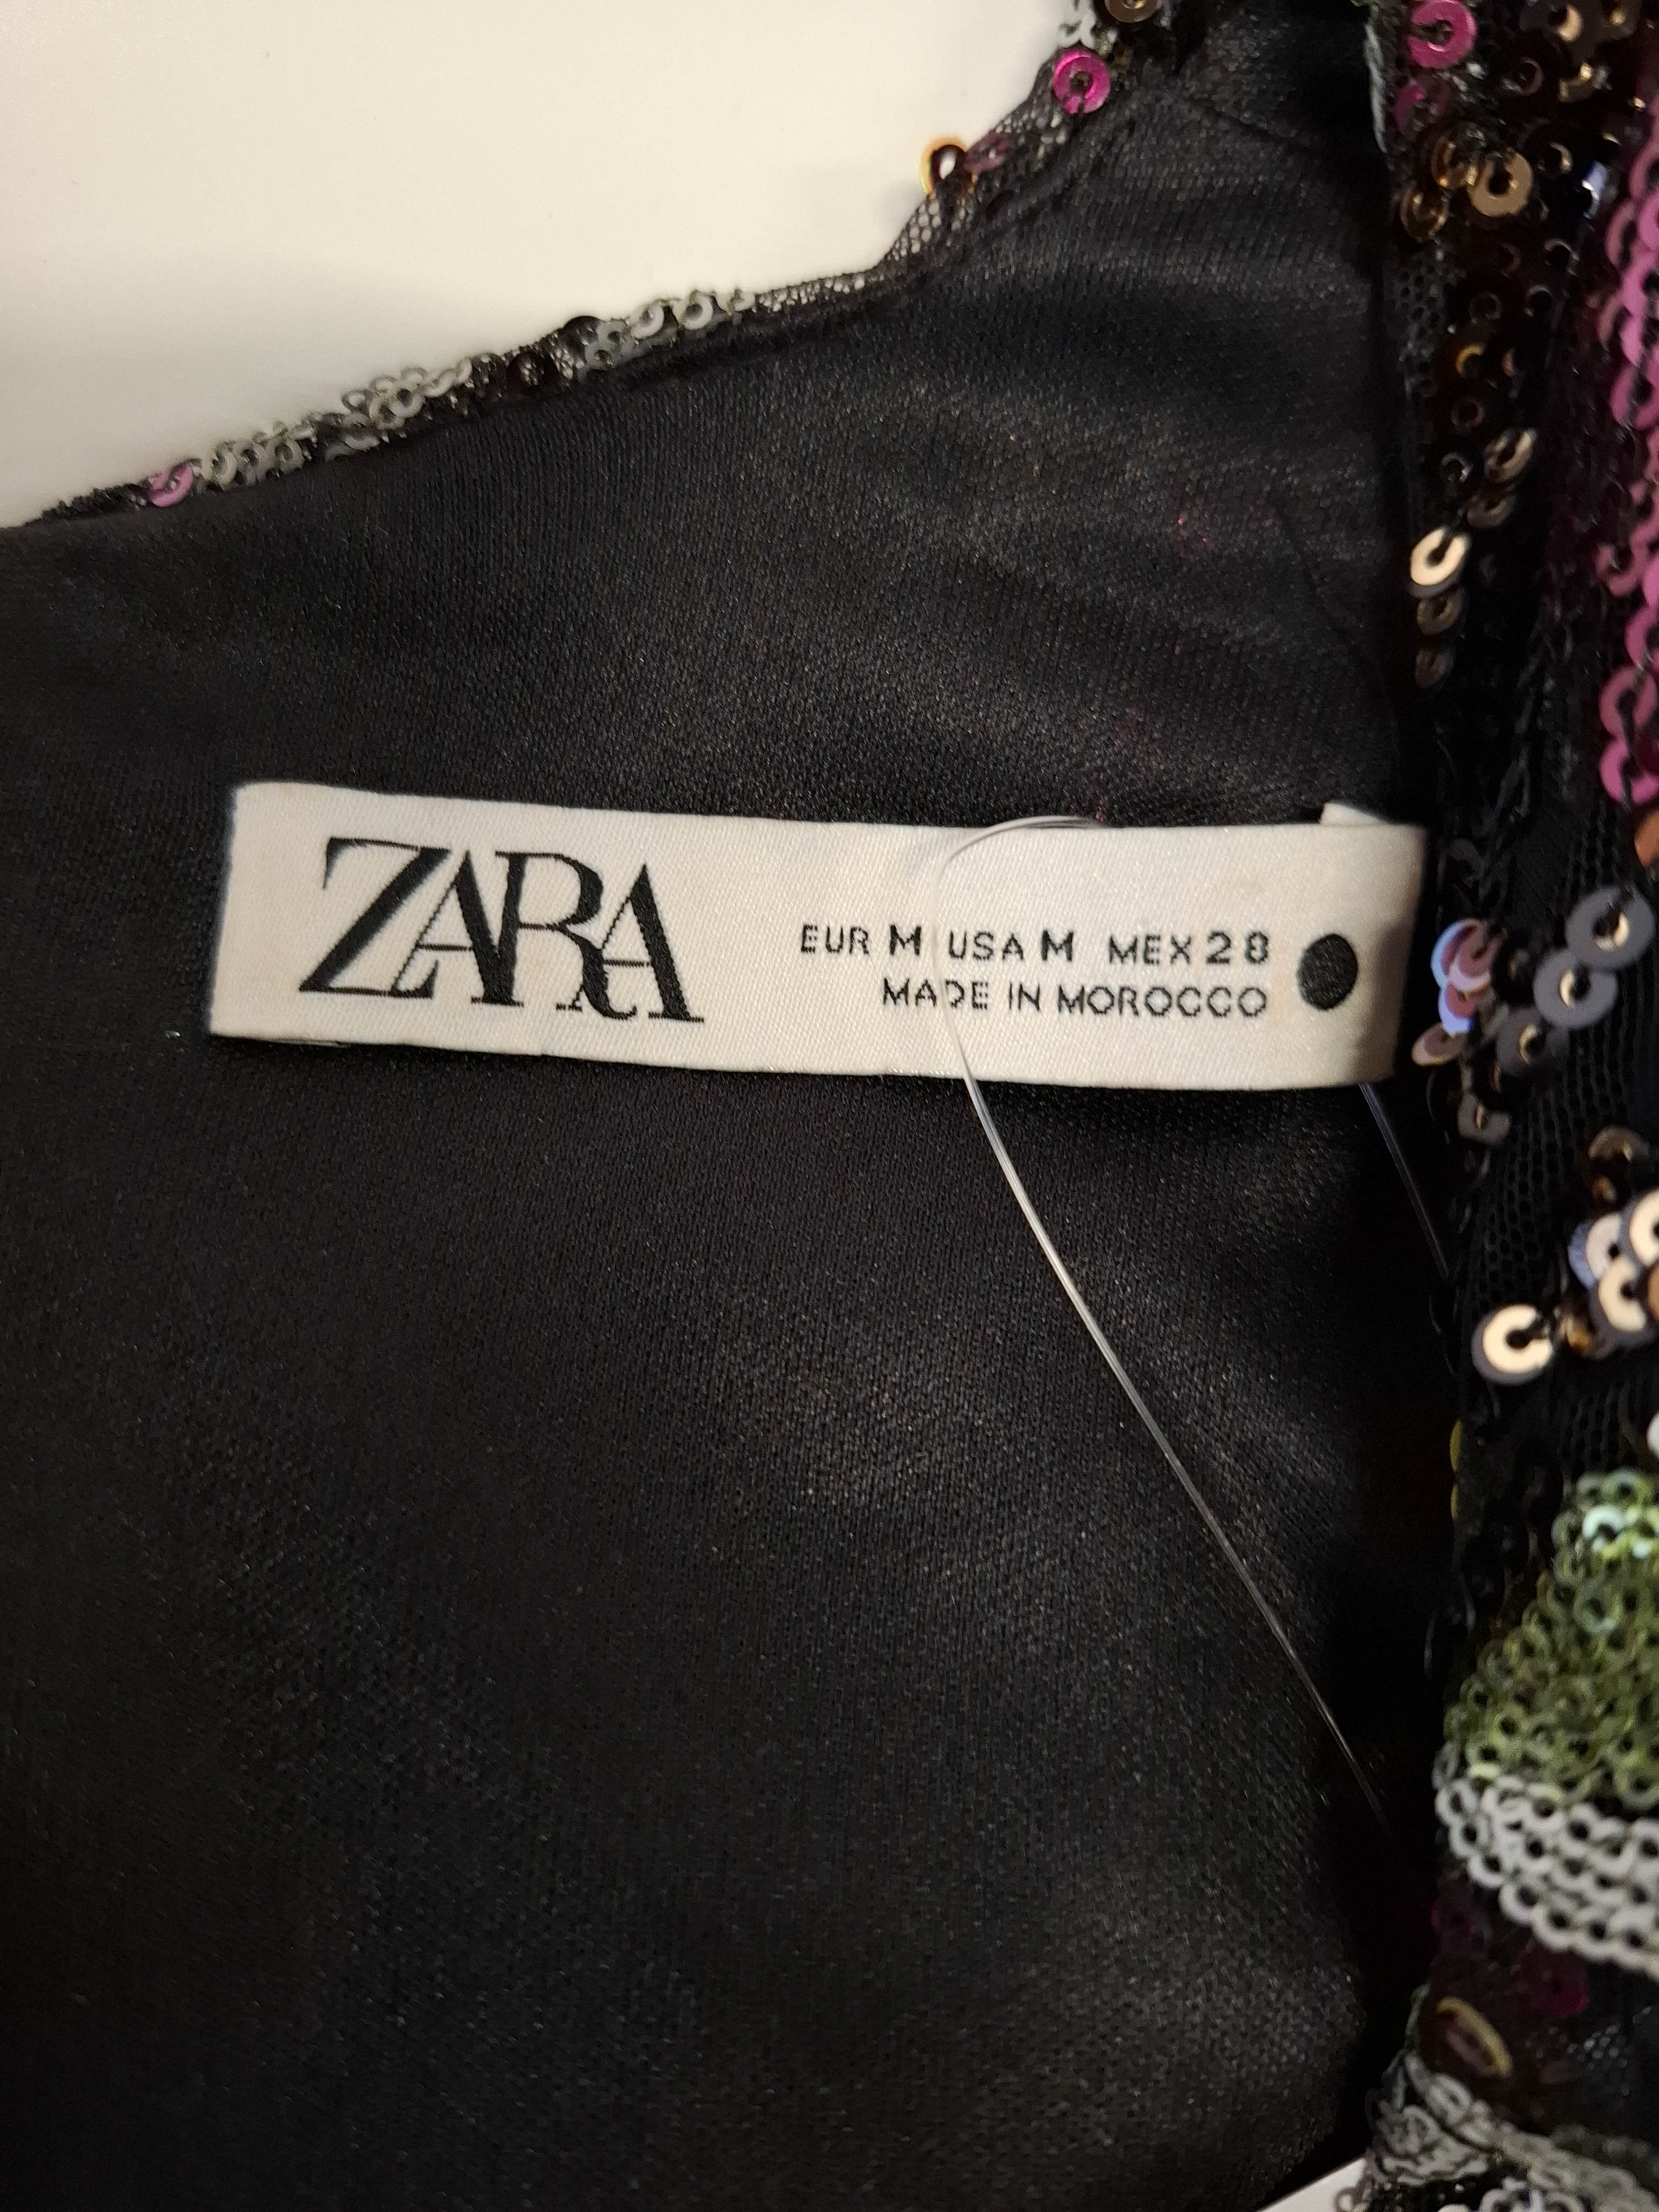 ZARA
EUR M USA M MEX 28
MADE IN MOROCCO